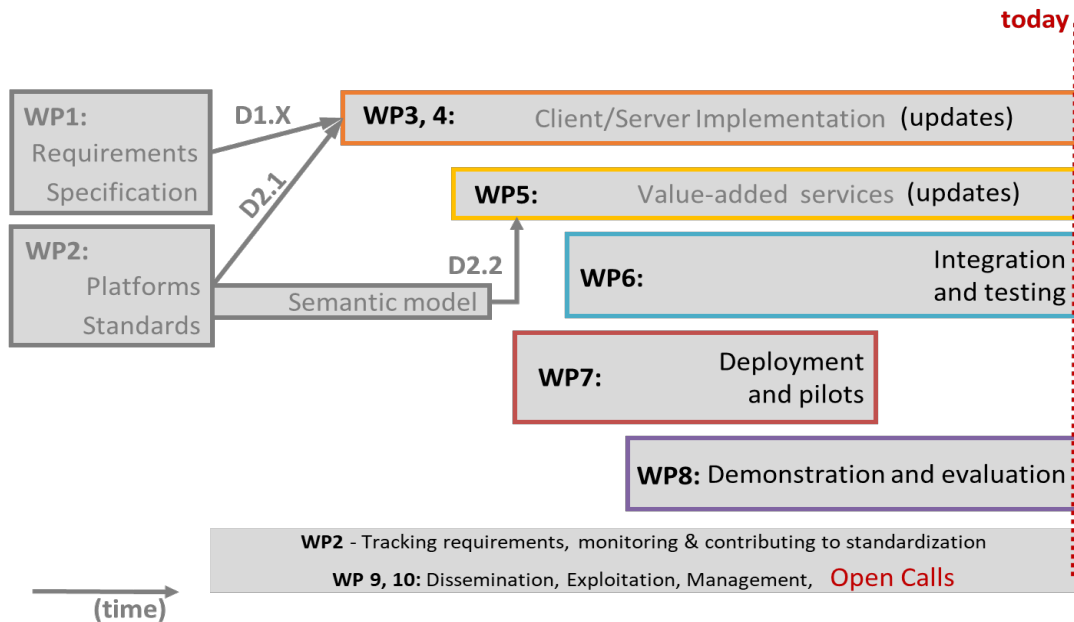 today
WP1:
Requirements
Specification
D1.X
WP3, 4: Client/Server Implementation (updates)
D2.1
WP5: Value-added services (updates)
WP2:
Platforms
Standards
D2.2
Semantic model
WP6:
Integration
and testing
WP7:
Deployment
and pilots
WP8: Demonstration and evaluation
WP2 - Tracking requirements, monitoring & contributing to standardization
WP 9, 10: Dissemination, Exploitation, Management, Open Calls
(time)